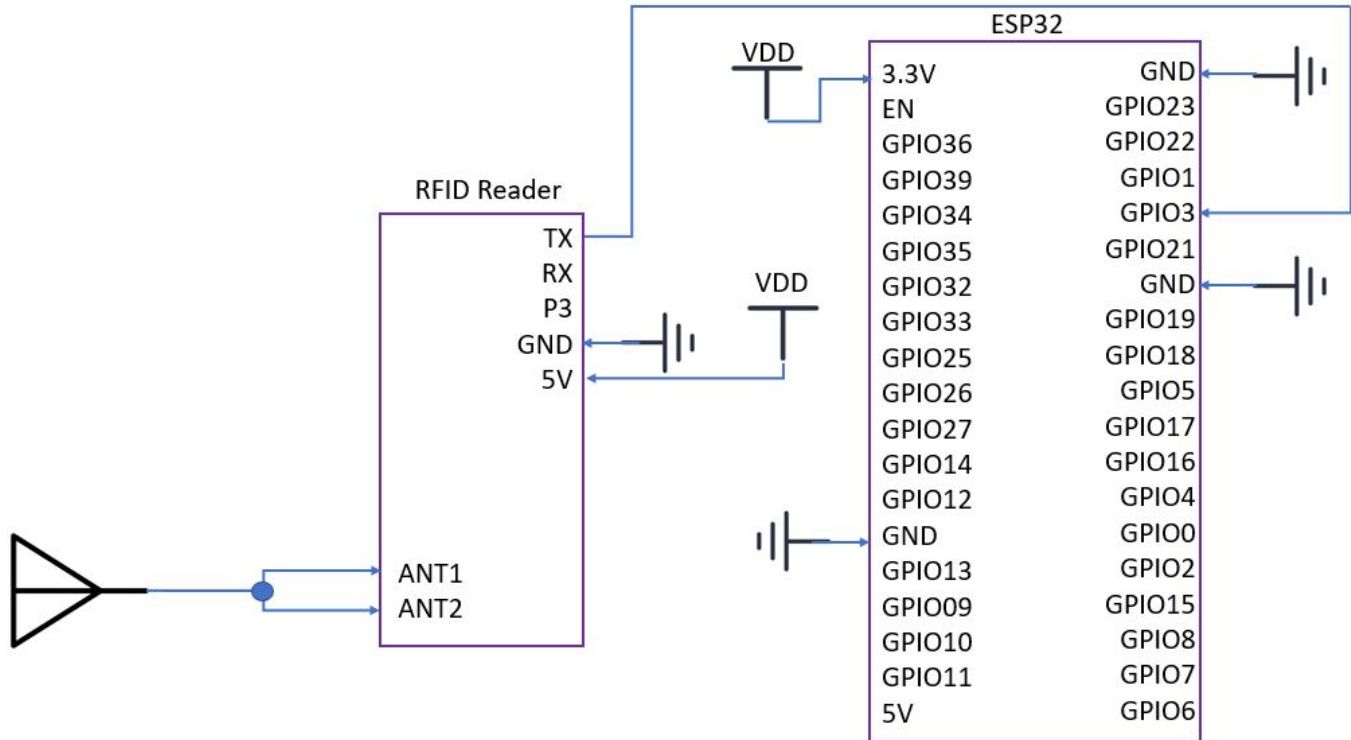 ESP32
VDD
3.3V
EN
GPIO36
GPIO39
GPIO34
GPIO35
GPIO32
GPIO33
GPIO25
GPIO26
GPIO27
GPIO14
GPIO12
GND
GPIO13
GPIO09
GPIO10
GPIO11
5V
GND
GPIO23
GPIO22
GPIO1
GPIO3
GPIO21
GND
GPIO19
GPIO18
GPIO5
GPIO17
GPIO16
GPIO4
GPIO0
GPIO2
GPIO15
GPIO8
GPIO7
GPIO6
RFID Reader
TX
RX
P3
GND
5V
VDD
ANT1
ANT2